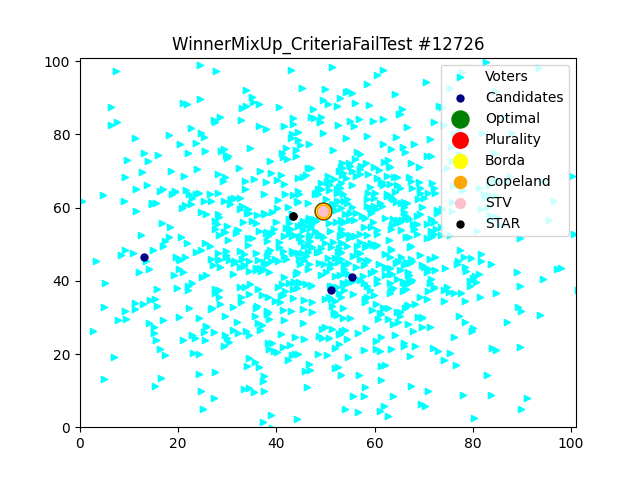 WinnerMixUp_CriteriaFailTest #12726
100
80
60
40
20
0
0
20
40
60
80
100
Voters
Candidates
Optimal
Plurality
Borda
Copeland
STV
STAR